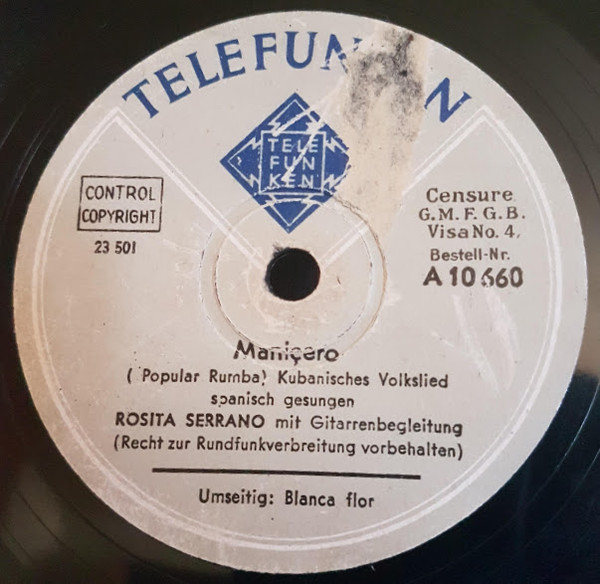 TELEFUNKEN
TELE
FUN
KEN
CONTROL
COPYRIGHT
23 501
Censure
G. M. F. G. B.
Visa No. 4,
Bestell-Nr.
A 10 660
Maniçero
( Popular Rumba) Kubanisches Volkslied
spanisch gesungen
ROSITA SERRANO mit Gitarrenbegleitung
(Recht zur Rundfunkverbreitung vorbehalten)
Umseitig: Blanca flor